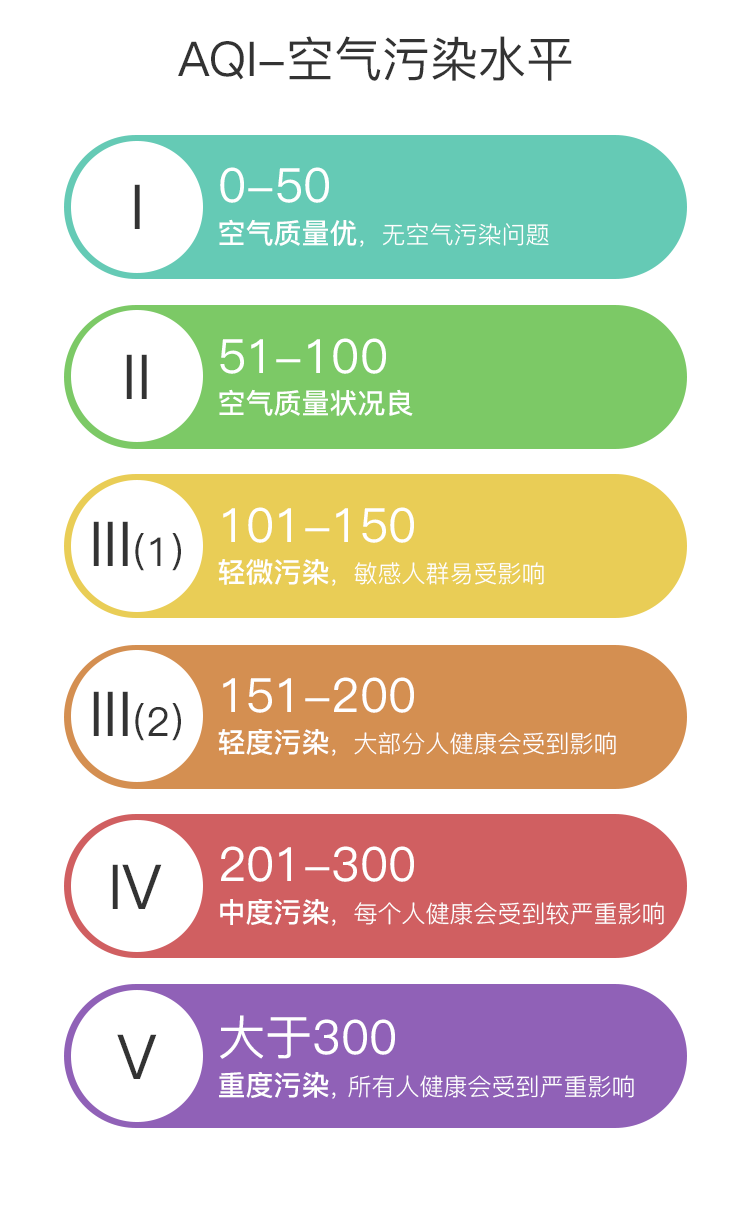 AQI–空气污染水平
I
0–50
空气质量优，无空气污染问题
II
51–100
空气质量状况良
III(1)
101–150
轻微污染，敏感人群易受影响
III(2)
151–200
轻度污染，大部分人健康会受到影响
IV
201–300
中度污染，每个人健康会受到较严重影响
V
大于300
重度污染，所有人健康会受到严重影响